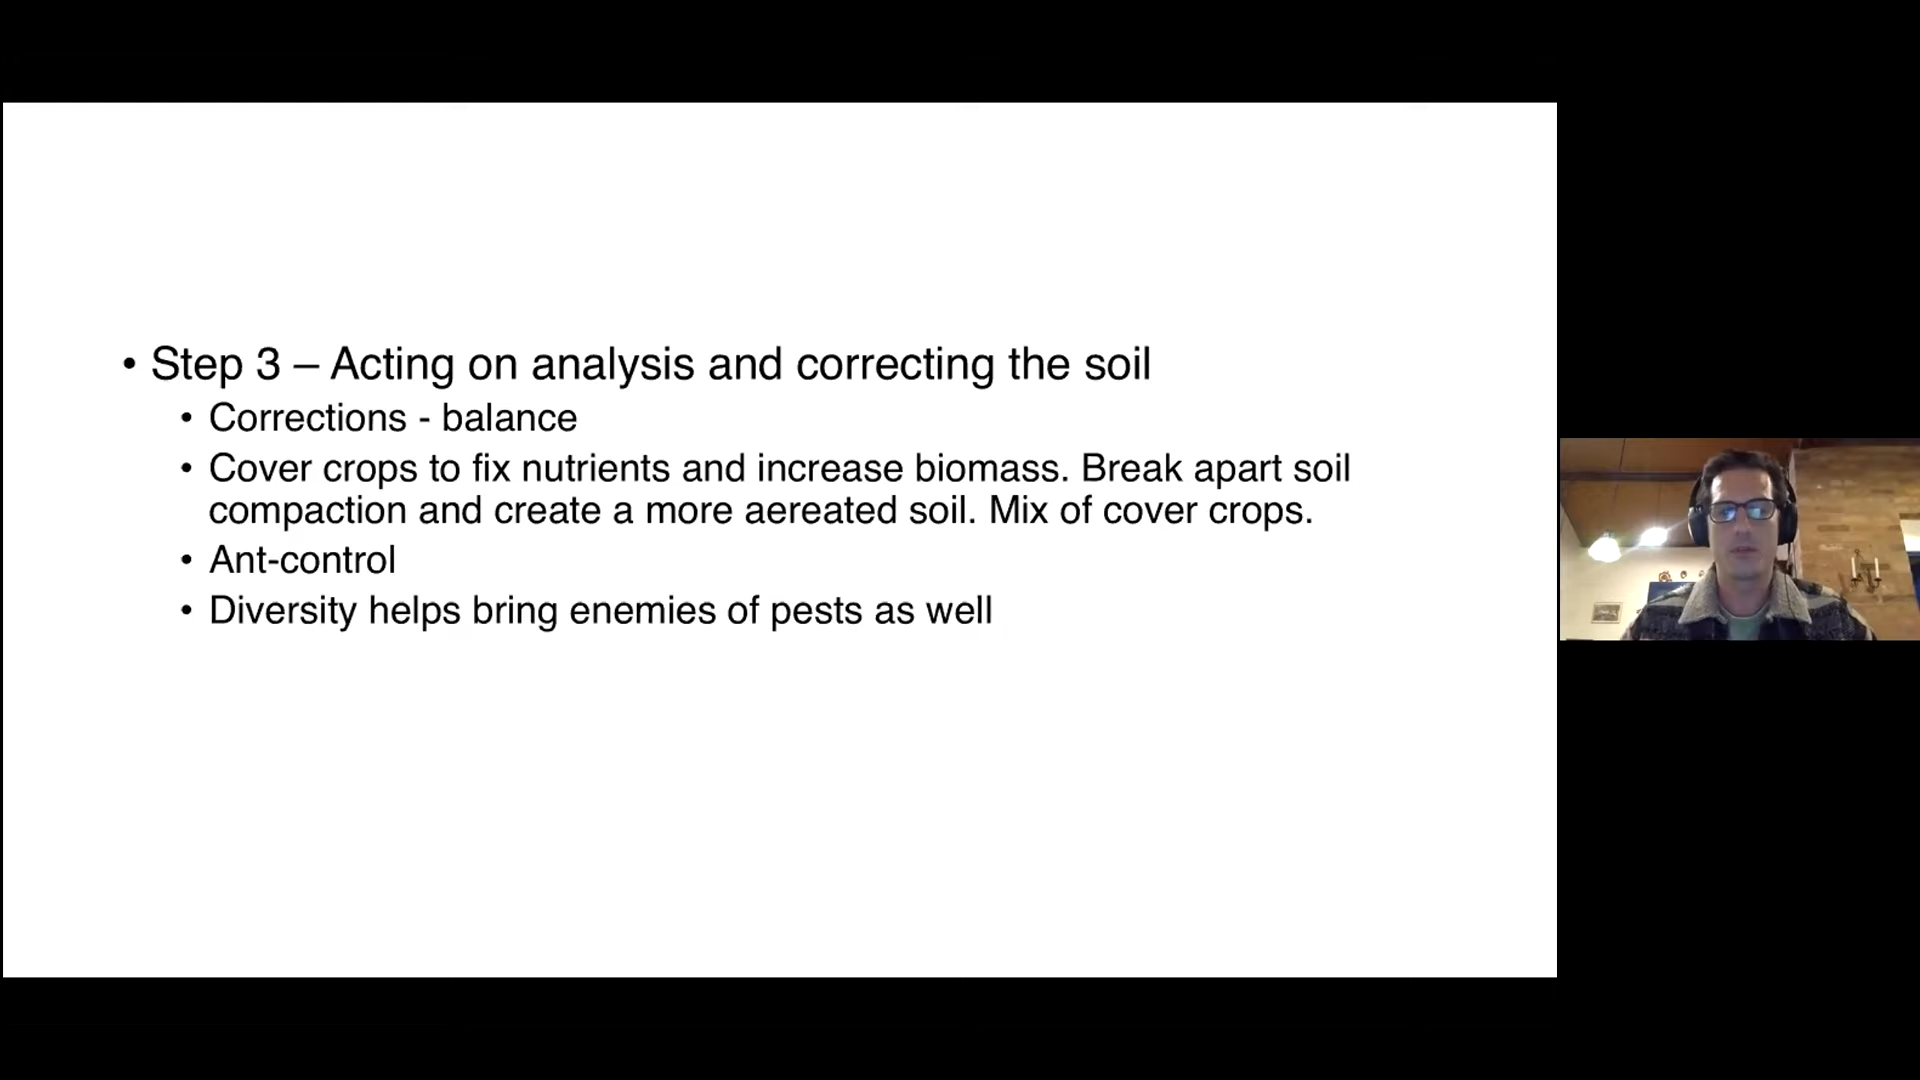 • Step 3 – Acting on analysis and correcting the soil
• Corrections - balance
• Cover crops to fix nutrients and increase biomass. Break apart soil
compaction and create a more aereated soil. Mix of cover crops.
• Ant-control
• Diversity helps bring enemies of pests as well